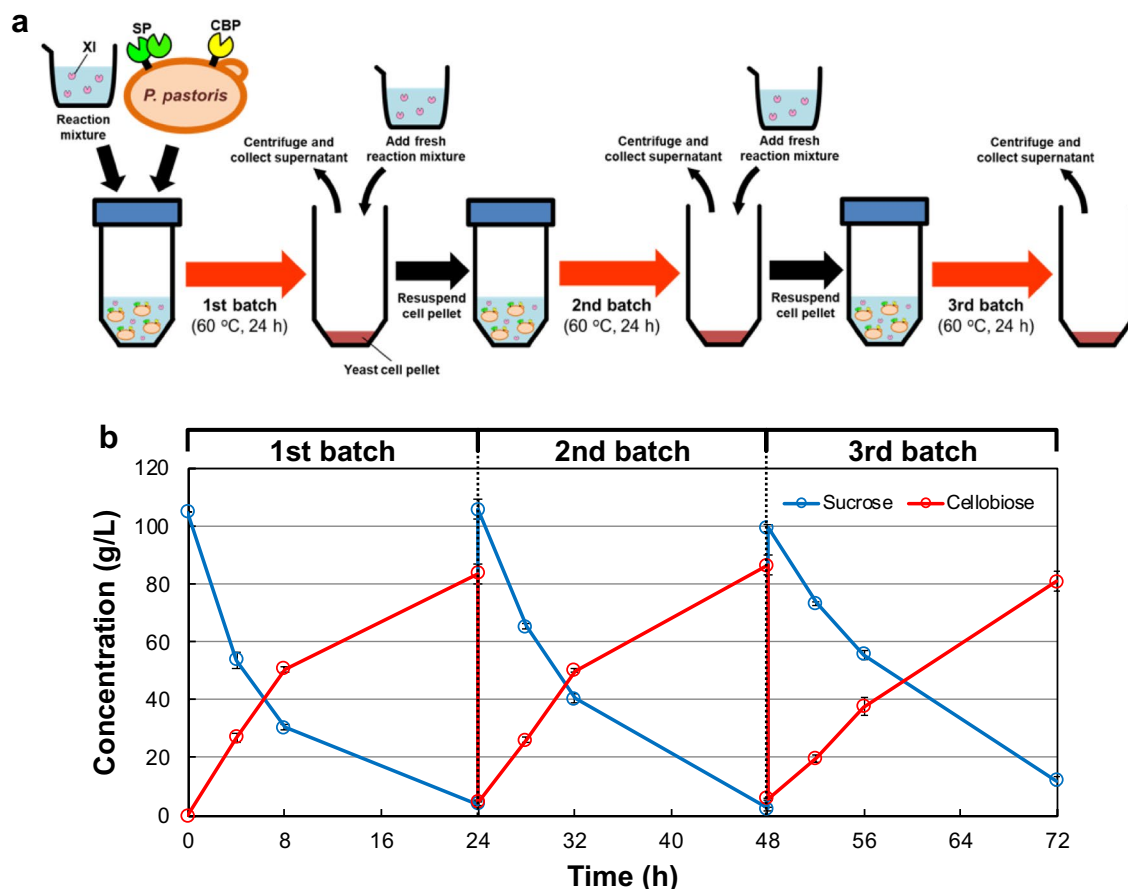 a
SP
CBP
XI
P. pastoris
Reaction
mixture
Centrifuge and
collect supernatant
Add fresh
reaction mixture
Centrifuge and
collect supernatant
Add fresh
reaction mixture
Centrifuge and
collect supernatant
1st batch
(60 ºC, 24 h)
Resuspend
cell pellet
2nd batch
(60 ºC, 24 h)
Resuspend
cell pellet
3rd batch
(60 ºC, 24 h)
Yeast cell pellet
b
1st batch 2nd batch 3rd batch
Sucrose Cellobiose
Concentration (g/L)
120
100
80
60
40
20
0
0 8 16 24 32 40 48 56 64 72
Time (h)